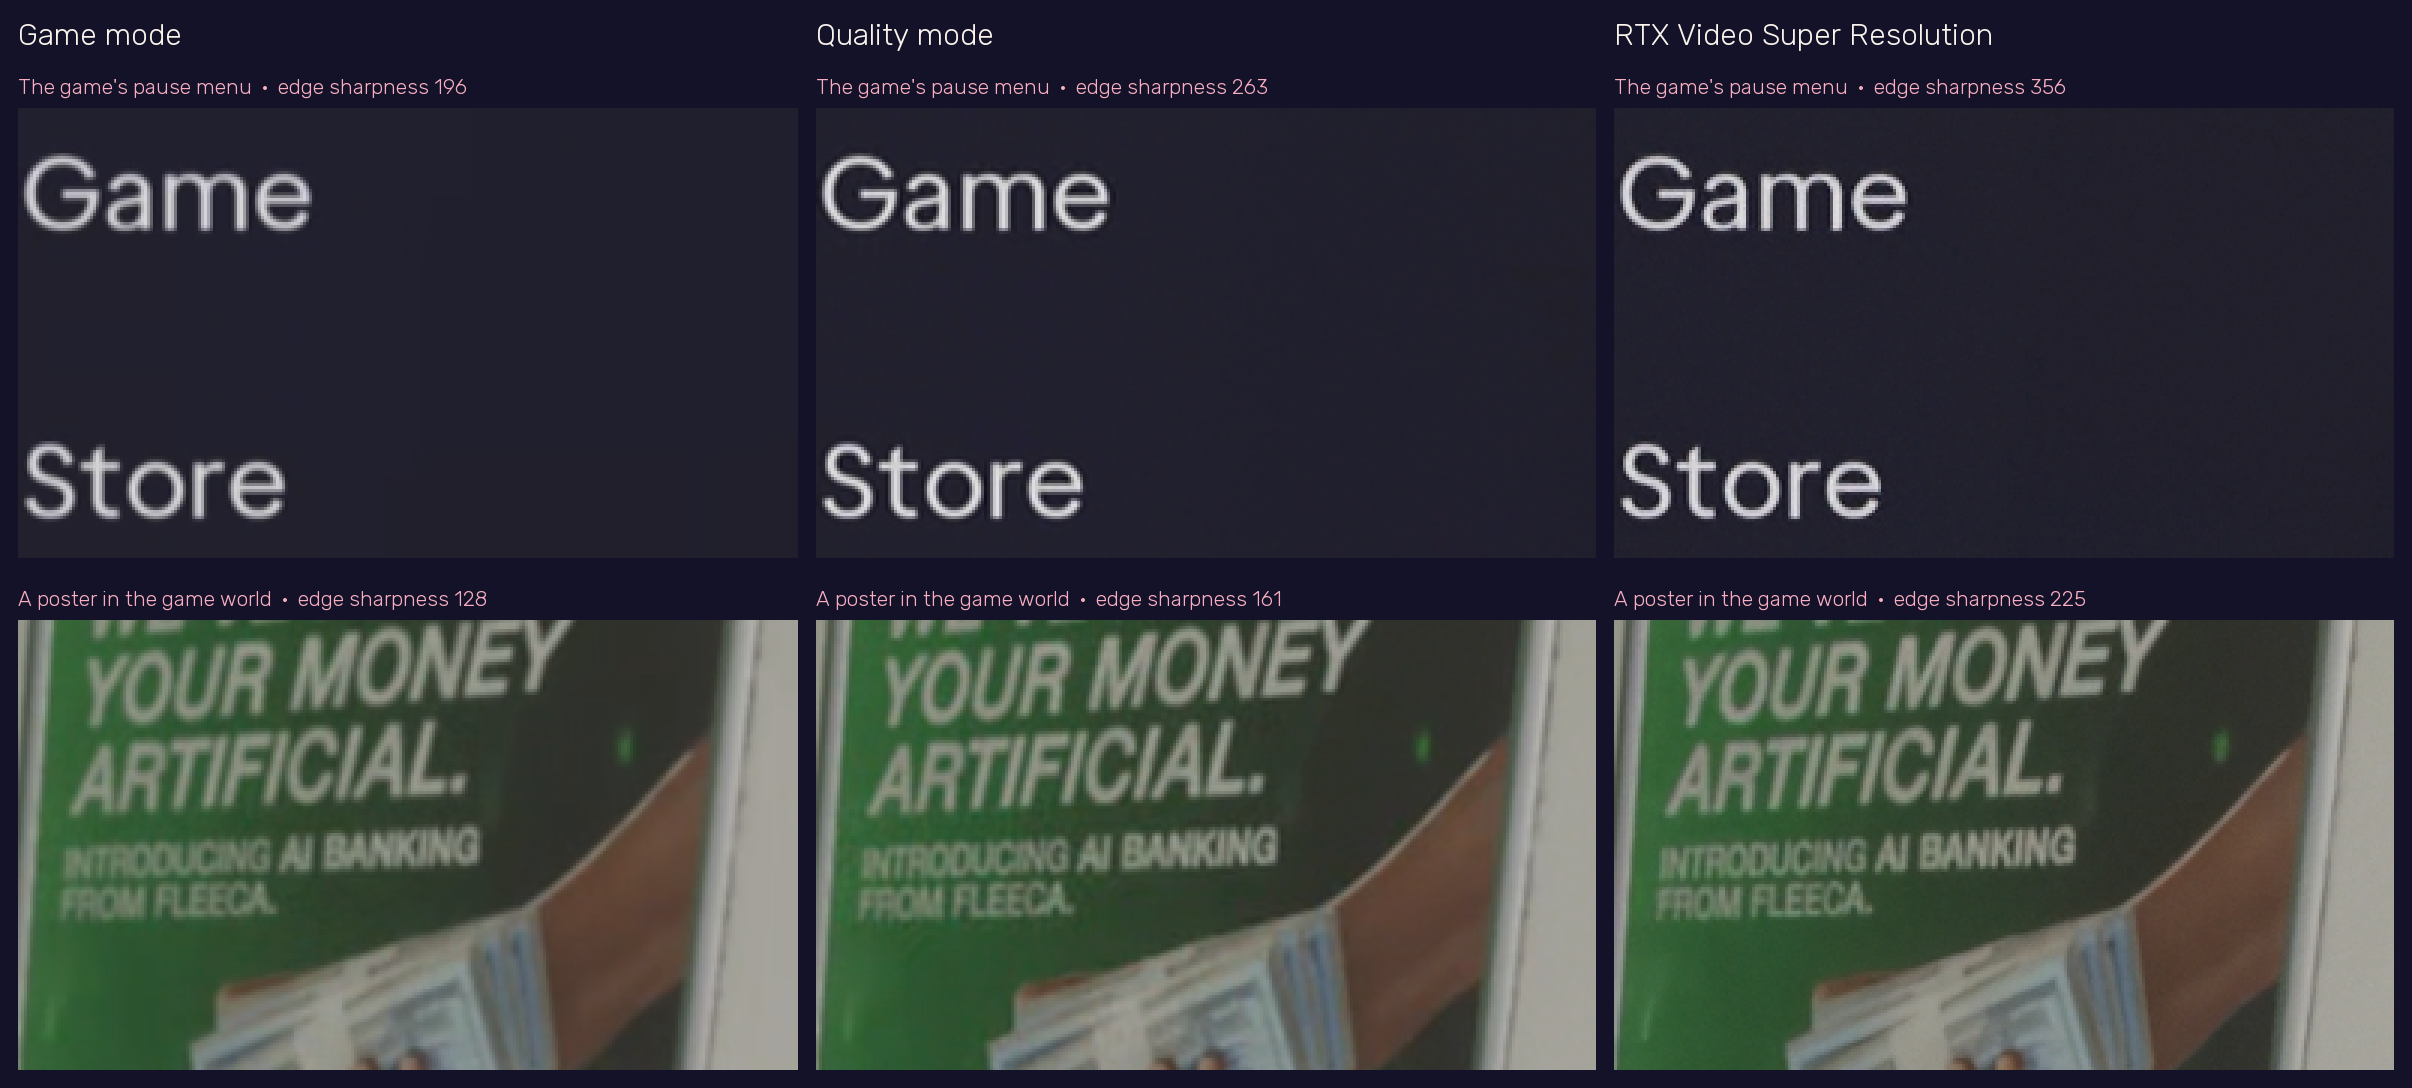 Game mode
The game's pause menu • edge sharpness 196
Game
Store
A poster in the game world • edge sharpness 128
YOUR MONEY
ARTIFICIAL.
INTRODUCING AI BANKING
FROM FLEECA.
Quality mode
The game's pause menu • edge sharpness 263
Game
Store
A poster in the game world • edge sharpness 161
YOUR MONEY
ARTIFICIAL.
INTRODUCING AI BANKING
FROM FLEECA.
RTX Video Super Resolution
The game's pause menu • edge sharpness 356
Game
Store
A poster in the game world • edge sharpness 225
YOUR MONEY
ARTIFICIAL.
INTRODUCING AI BANKING
FROM FLEECA.